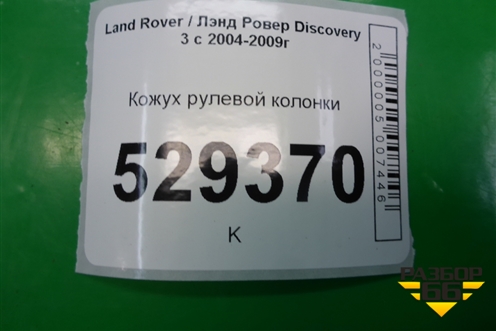 Land Rover / Лэнд Ровер Discovery
3 с 2004-2009г
Кожух рулевой колонки
529370
К
2000005007446
РАЗБОР
66